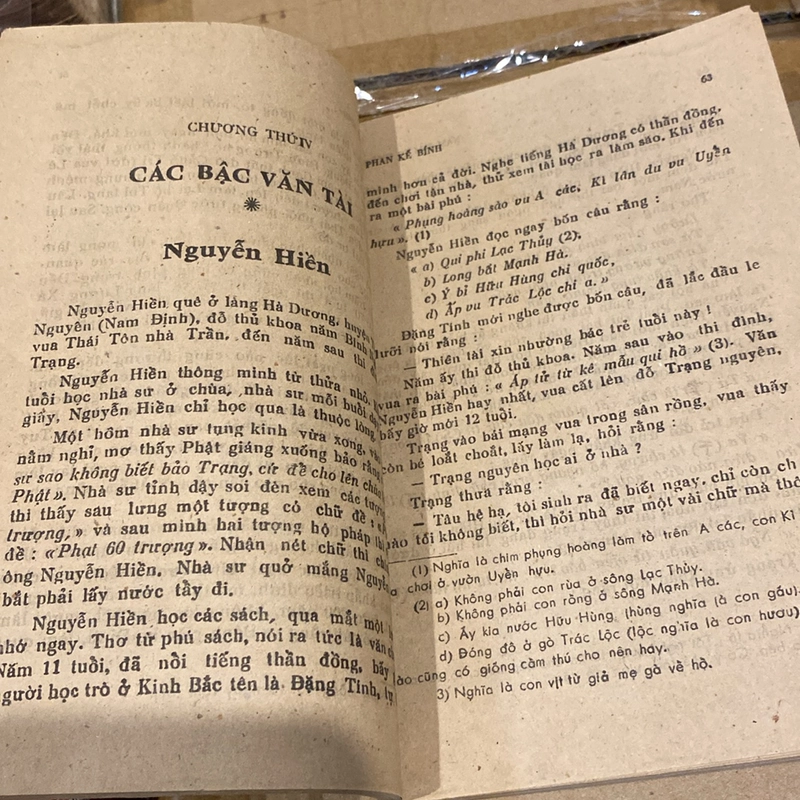 CHƯƠNG THỨ IV
CÁC BẬC VĂN TÀI
Nguyễn Hiền
Nguyễn Hiền quê ở làng Hà Dương, huyện
Nguyên (Nam Định), đỗ thủ khoa năm Bính
vua Thái Tôn nhà Trần, đến năm sau thi đ
Trạng.
Nguyễn Hiền thông minh từ thửa nhỏ,
tuổi học nhà sư ở chùa, nhà sư mỗi buổi
giấy, Nguyễn Hiền chỉ học qua là thuộc lòng
Một hôm nhà sư tụng kinh vừa xong,
nằm nghỉ, mơ thấy Phật giáng xuống bảo rằng
sư sao không biết bảo Trạng, cứ đề cho lên
Phật». Nhà sư tỉnh dậy soi đèn xem các tượng
thì thấy sau lưng một tượng có chữ đề :
trượng,» và sau mình hai tượng hộ pháp thì
đề : «Phạt 60 trượng». Nhận nét chữ thì
ông Nguyễn Hiền. Nhà sư quở mắng Nguyễn
bắt phải lấy nước tẩy đi.
Nguyễn Hiền học các sách, qua mắt một
nhớ ngay. Thơ từ phú sách, nói ra tức là văn
Năm 11 tuổi, đã nổi tiếng thần đồng, bấy
người học trò ở Kinh Bắc tên là Đặng Tính,
63
PHAN KẾ BÍNH
mình hơn cả đời. Nghe tiếng Hà Dương có thần đồng,
đến chơi tận nhà, thử xem tài học ra làm sao. Khi đến
ra một bài phú :
« Phụng hoàng sào vu A các, Kì lân du vu Uyển
hựu ». (1)
Nguyễn Hiền đọc ngay bốn câu rằng :
« a) Qui phi Lạc Thủy (2);
b) Long bất Mạnh Hà.
c) Ý bỉ Hữu Hùng chi quốc,
d) Ấp vu Trác Lộc chi a. »
Đặng Tính mới nghe được bốn câu, đã lắc đầu le
lưỡi nói rằng :
— Thiên tài xin nhường bác trẻ tuổi này !
Năm ấy thi đỗ thủ khoa. Năm sau vào thi đình,
vua ra bài phú : « Áp tử từ kê mẫu qui hồ » (3). Văn
Nguyễn Hiền hay nhất, vua cất lên đỗ Trạng nguyên,
bấy giờ mới 12 tuổi.
Trạng vào bái mạng vua trong sân rồng, vua thấy
còn bé loắt choắt, lấy làm lạ, hỏi rằng :
— Trạng nguyên học ai ở nhà ?
Trạng thưa rằng :
— Tâu hệ hạ, tôi sinh ra đã biết ngay, chỉ còn ch
nào tôi không biết, thì hỏi nhà sư một vài chữ mà thô
(1) Nghĩa là chim phụng hoàng làm tổ trên A các, con Kì
chơi ở vườn Uyển hựu.
(2) a) Không phải con rùa ở sông Lạc Thủy.
b) Không phải con rồng ở sông Mạnh Hà.
c) Ấy kìa nước Hữu Hùng (hùng nghĩa là con gấu).
d) Đóng đô ở gò Trác Lộc (lộc nghĩa là con hươu)
nào cũng có giống cầm thú cho nên hay.
3) Nghĩa là con vịt từ giả mẹ gà về hồ.